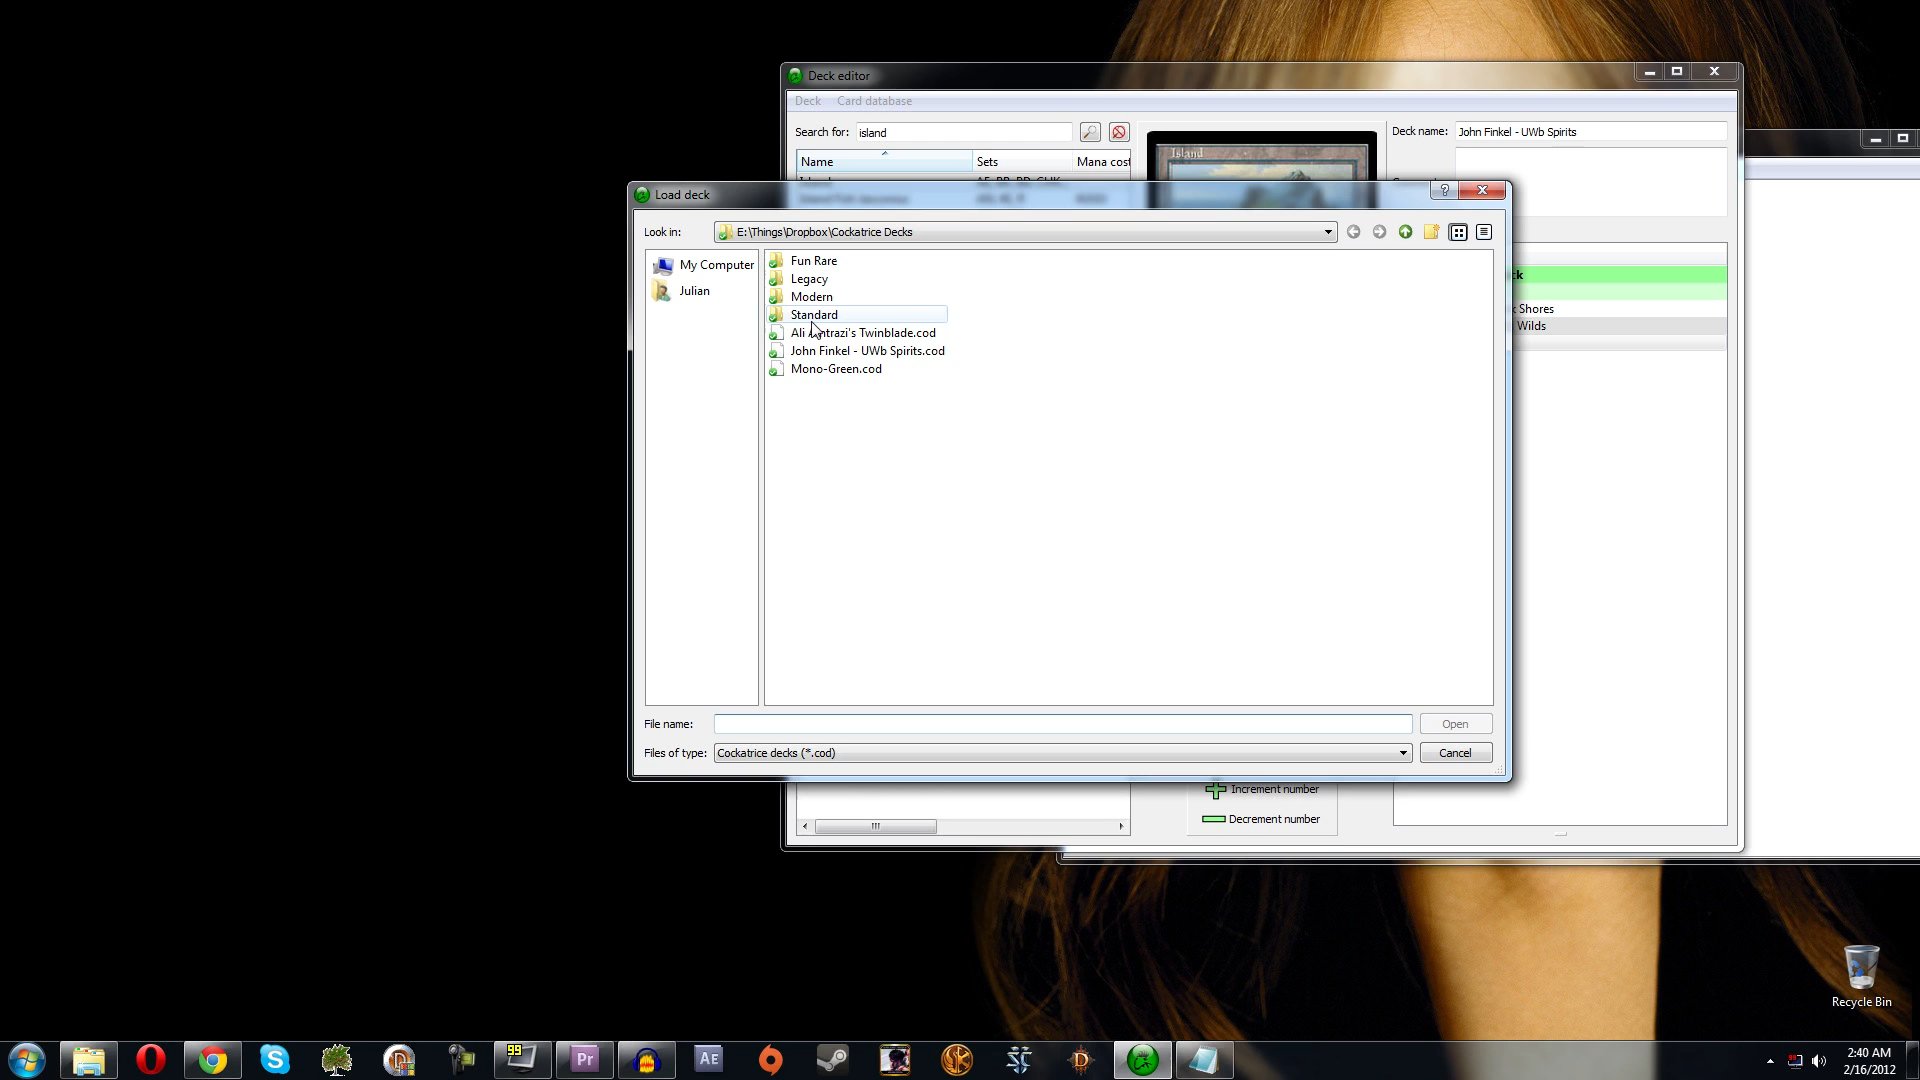 Deck editor
Deck Card database
Search for: island
Deck name: John Finkel - UWb Spirits
Name Sets Mana cost
Island
Load deck
Look in: E:\Things\Dropbox\Cockatrice Decks
My Computer
Julian
Fun Rare
Legacy
Modern
Standard
Ali Twinblade.cod
John Finkel - UWb Spirits.cod
Mono-Green.cod
Shores
Wilds
File name:
Open
Files of type: Cockatrice decks (*.cod)
Cancel
Increment number
Decrement number
Recycle Bin
99
Pr
AE
2:40 AM
2/16/2012